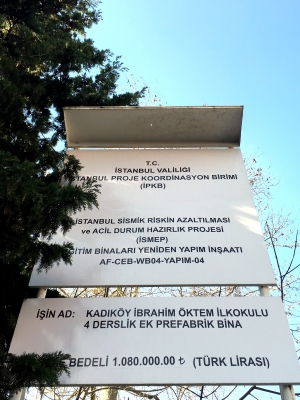 T.C.
İSTANBUL VALİLİĞİ
İSTANBUL PROJE KOORDİNASYON BİRİMİ
(İPKB)
İSTANBUL SİSMİK RİSKİN AZALTILMASI
ve ACİL DURUM HAZIRLIK PROJESİ
(İSMEP)
EĞİTİM BİNALARI YENİDEN YAPIM İNŞAATI
AF-CEB-WB04-YAPIM-04
İŞİN ADI: KADIKÖY İBRAHİM ÖKTEM İLKOKULU
4 DERSLİK EK PREFABRİK BİNA
BEDELİ 1.080.000.00 ₺ (TÜRK LİRASI)